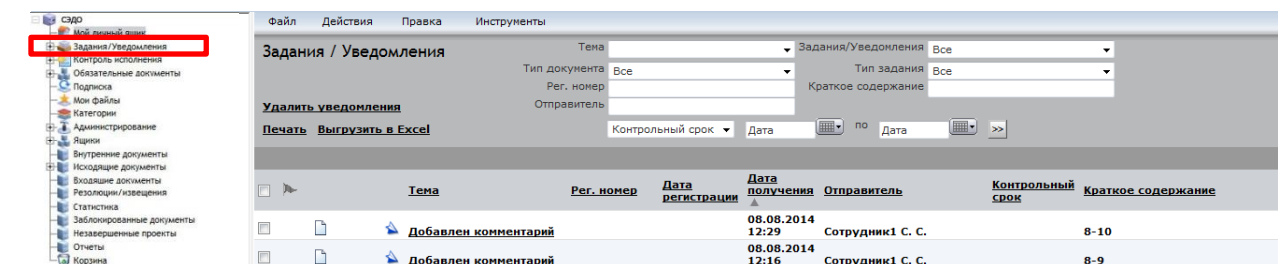 СЭДО
Мой личный ящик
Задания/Уведомления
Контроль исполнения
Обязательные документы
Подписка
Мои файлы
Категории
Администрирование
Ящики
Внутренние документы
Исходящие документы
Входящие документы
Резолюции/извещения
Статистика
Заблокированные документы
Незавершенные проекты
Отчеты
Корзина
Файл Действия Правка Инструменты
Задания / Уведомления
Тема Задания/Уведомления Все
Тип документа Все Тип задания Все
Рег. номер Краткое содержание
Удалить уведомления Отправитель
Печать Выгрузить в Excel Контрольный срок Дата по Дата >>
Тема Рег. номер Дата регистрации Дата получения Отправитель Контрольный срок Краткое содержание
Добавлен комментарий 08.08.2014 12:29 Сотрудник1 С. С. 8-10
Добавлен комментарий 08.08.2014 12:16 Сотрудник1 С. С. 8-9